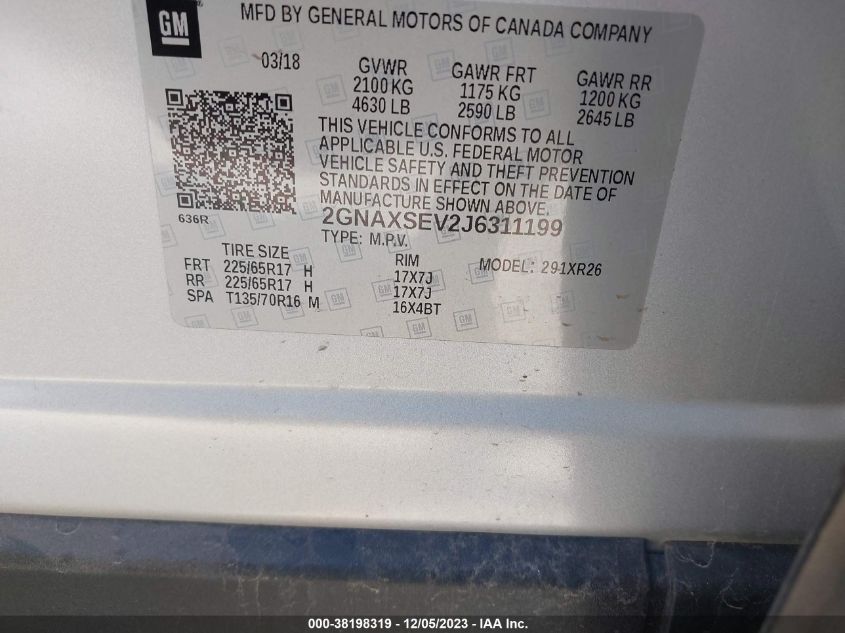 GM MFD BY GENERAL MOTORS OF CANADA COMPANY
03/18 GVWR GAWR FRT GAWR RR
2100 KG 1175 KG 1200 KG
4630 LB 2590 LB 2645 LB
THIS VEHICLE CONFORMS TO ALL
APPLICABLE U.S. FEDERAL MOTOR
VEHICLE SAFETY AND THEFT PREVENTION
STANDARDS IN EFFECT ON THE DATE OF
MANUFACTURE SHOWN ABOVE.
636R 2GNAXSEV2J6311199
TYPE: M.P.V.
TIRE SIZE RIM MODEL: 291XR26
FRT 225/65R17 H 17X7J
RR 225/65R17 H 17X7J
SPA T135/70R16 M 16X4BT
000-38198319 - 12/05/2023 - IAA Inc.